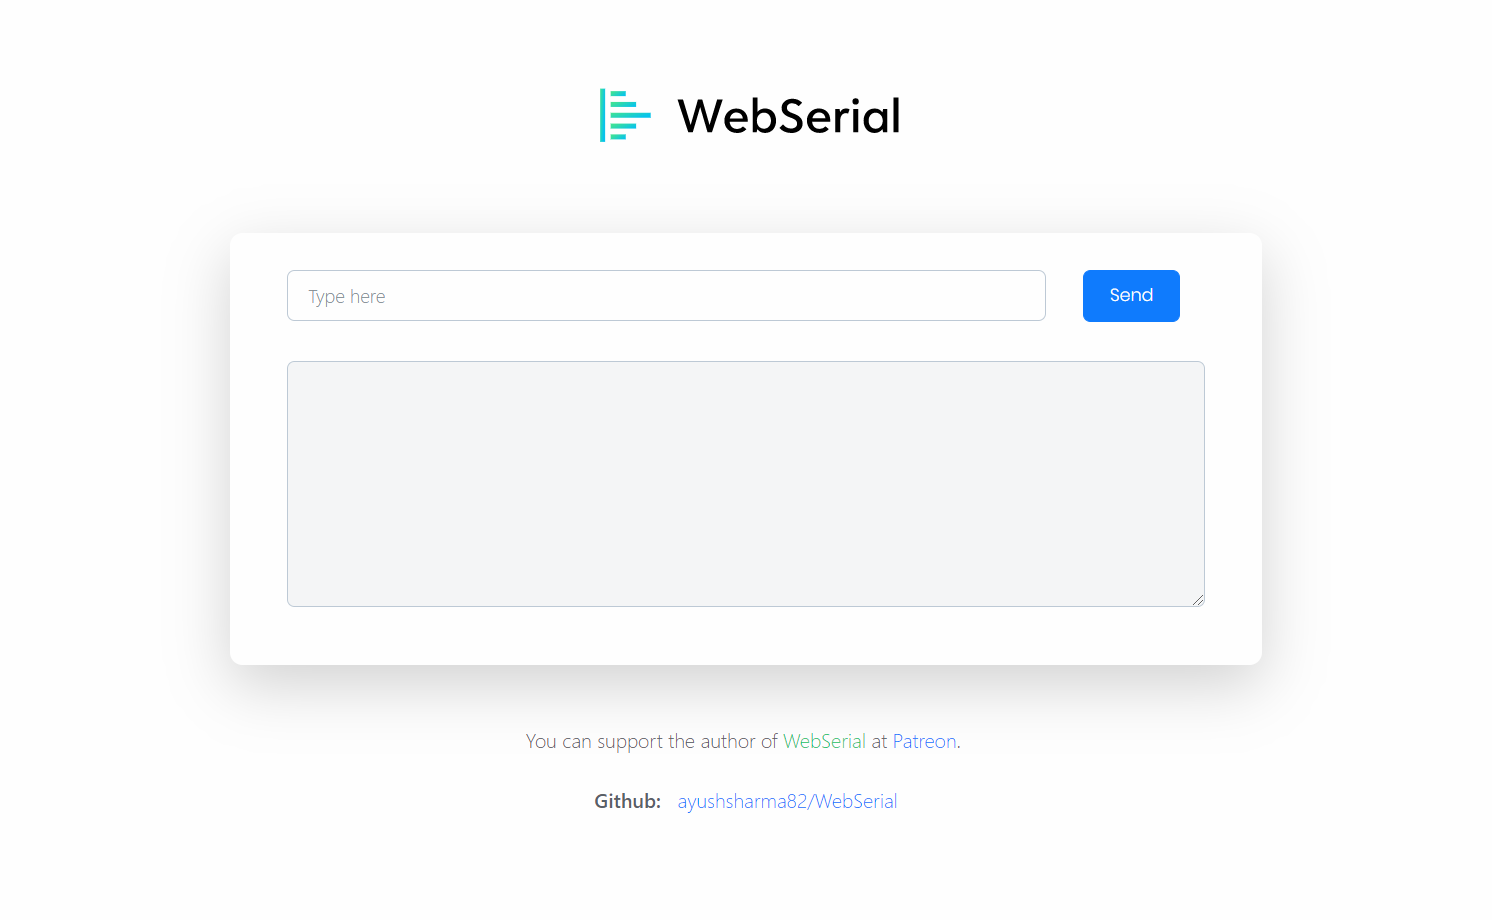 WebSerial
Type here
Send
You can support the author of WebSerial at Patreon.
Github: ayushsharma82/WebSerial